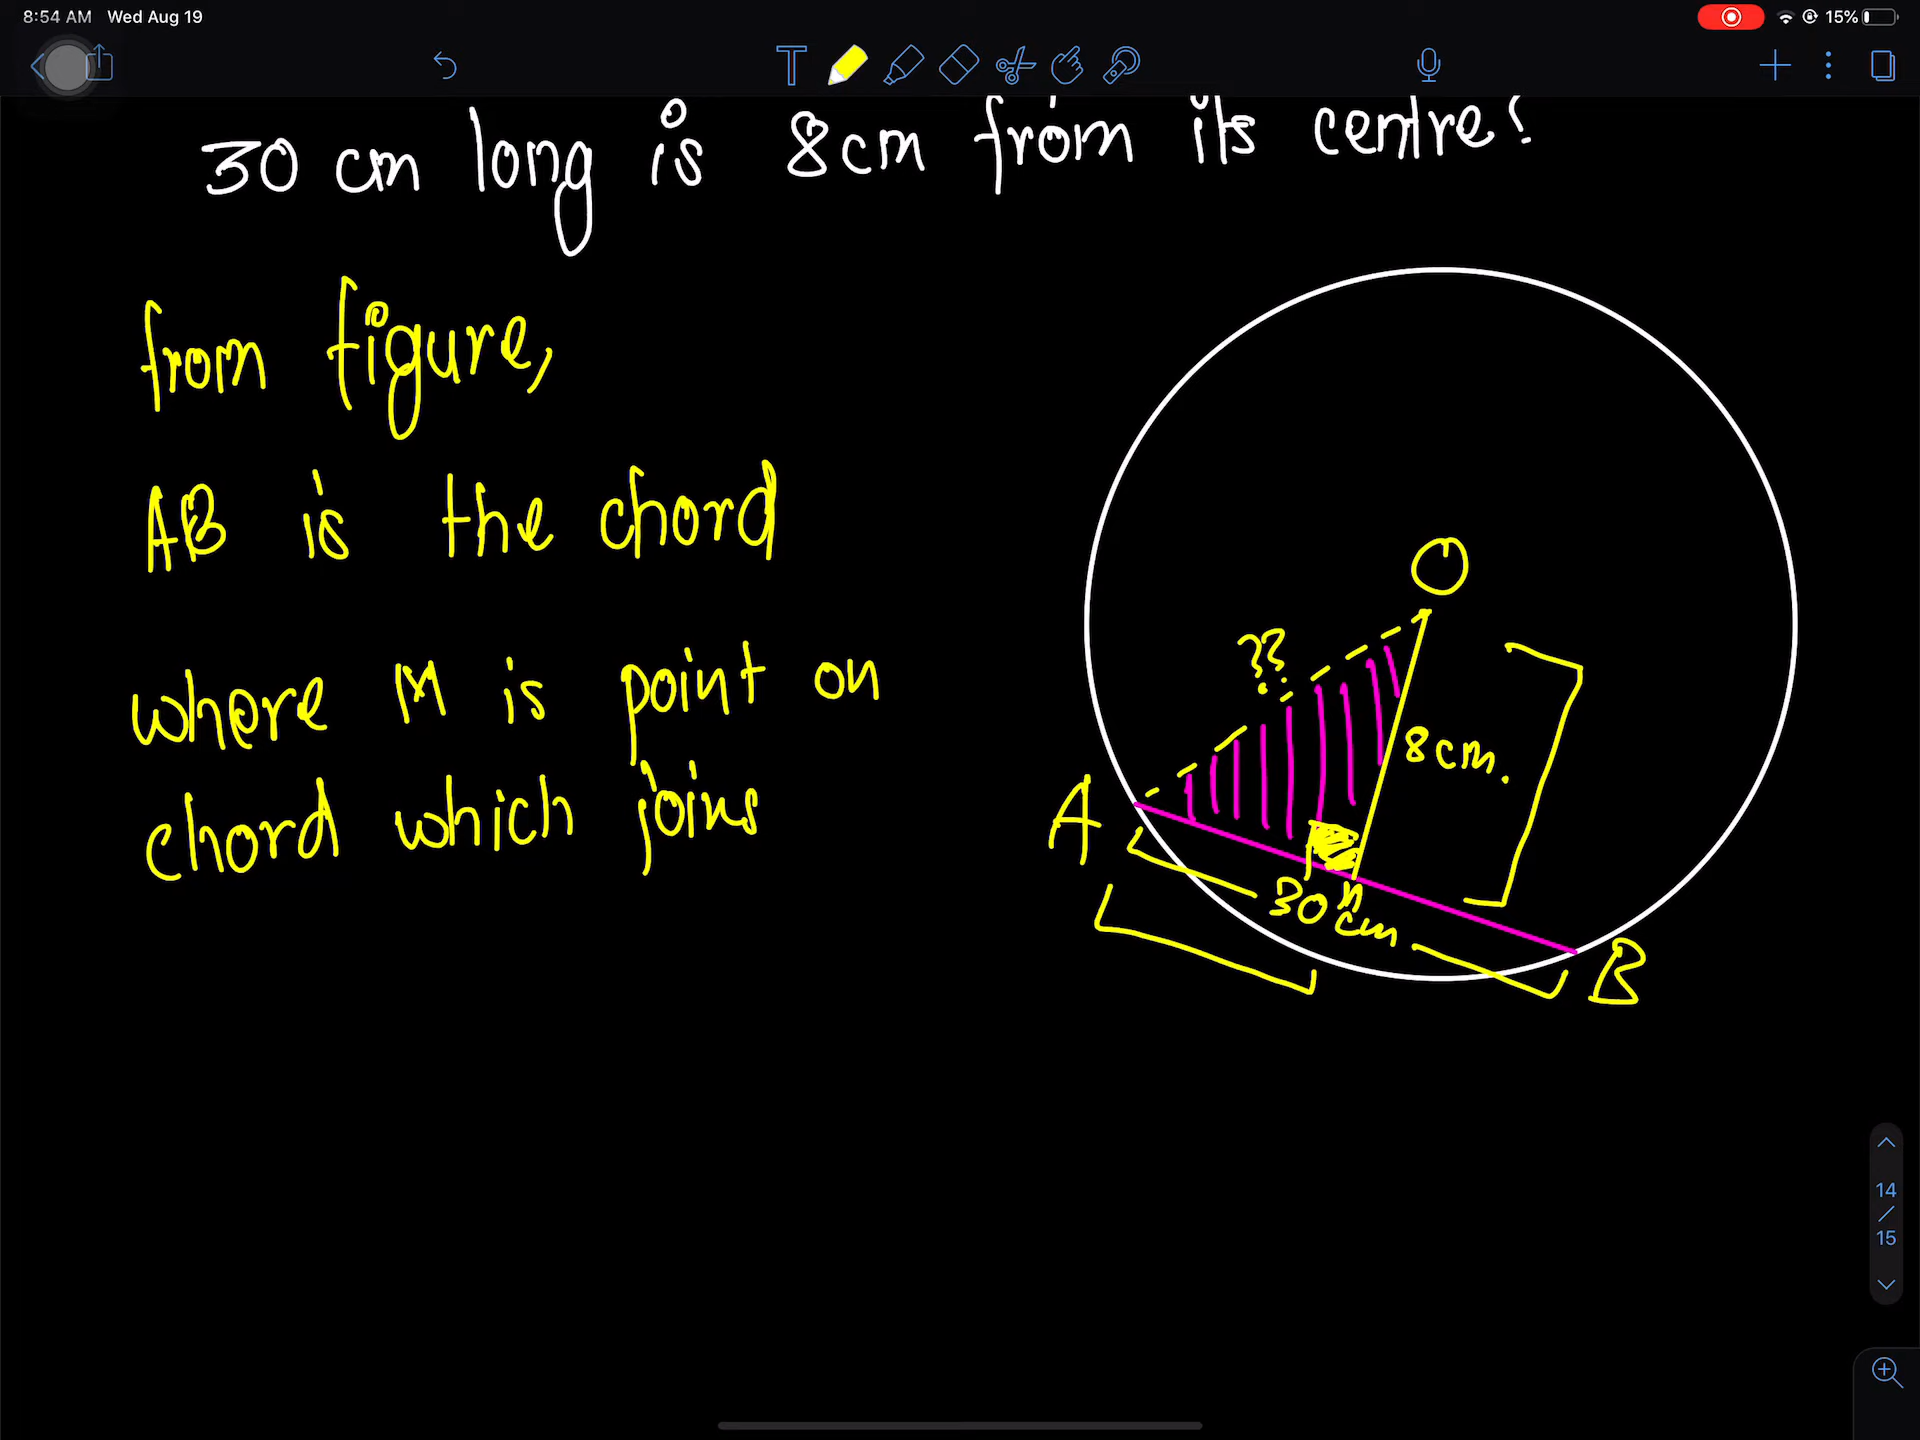 8:54 AM Wed Aug 19
15%
30 cm long is 8cm from its centre?
from figure,
AB is the chord
where M is point on
chord which joins
O
??
8cm.
A
30 cm
B
14
/
15